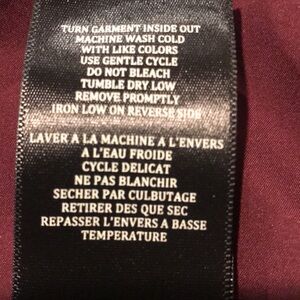 TURN GARMENT INSIDE OUT
MACHINE WASH COLD
WITH LIKE COLORS
USE GENTLE CYCLE
DO NOT BLEACH
TUMBLE DRY LOW
REMOVE PROMPTLY
IRON LOW ON REVERSE SIDE
LAVER A LA MACHINE A L'ENVERS
A L'EAU FROIDE
CYCLE DELICAT
NE PAS BLANCHIR
SECHER PAR CULBUTAGE
RETIRER DES QUE SEC
REPASSER L'ENVERS A BASSE
TEMPERATURE